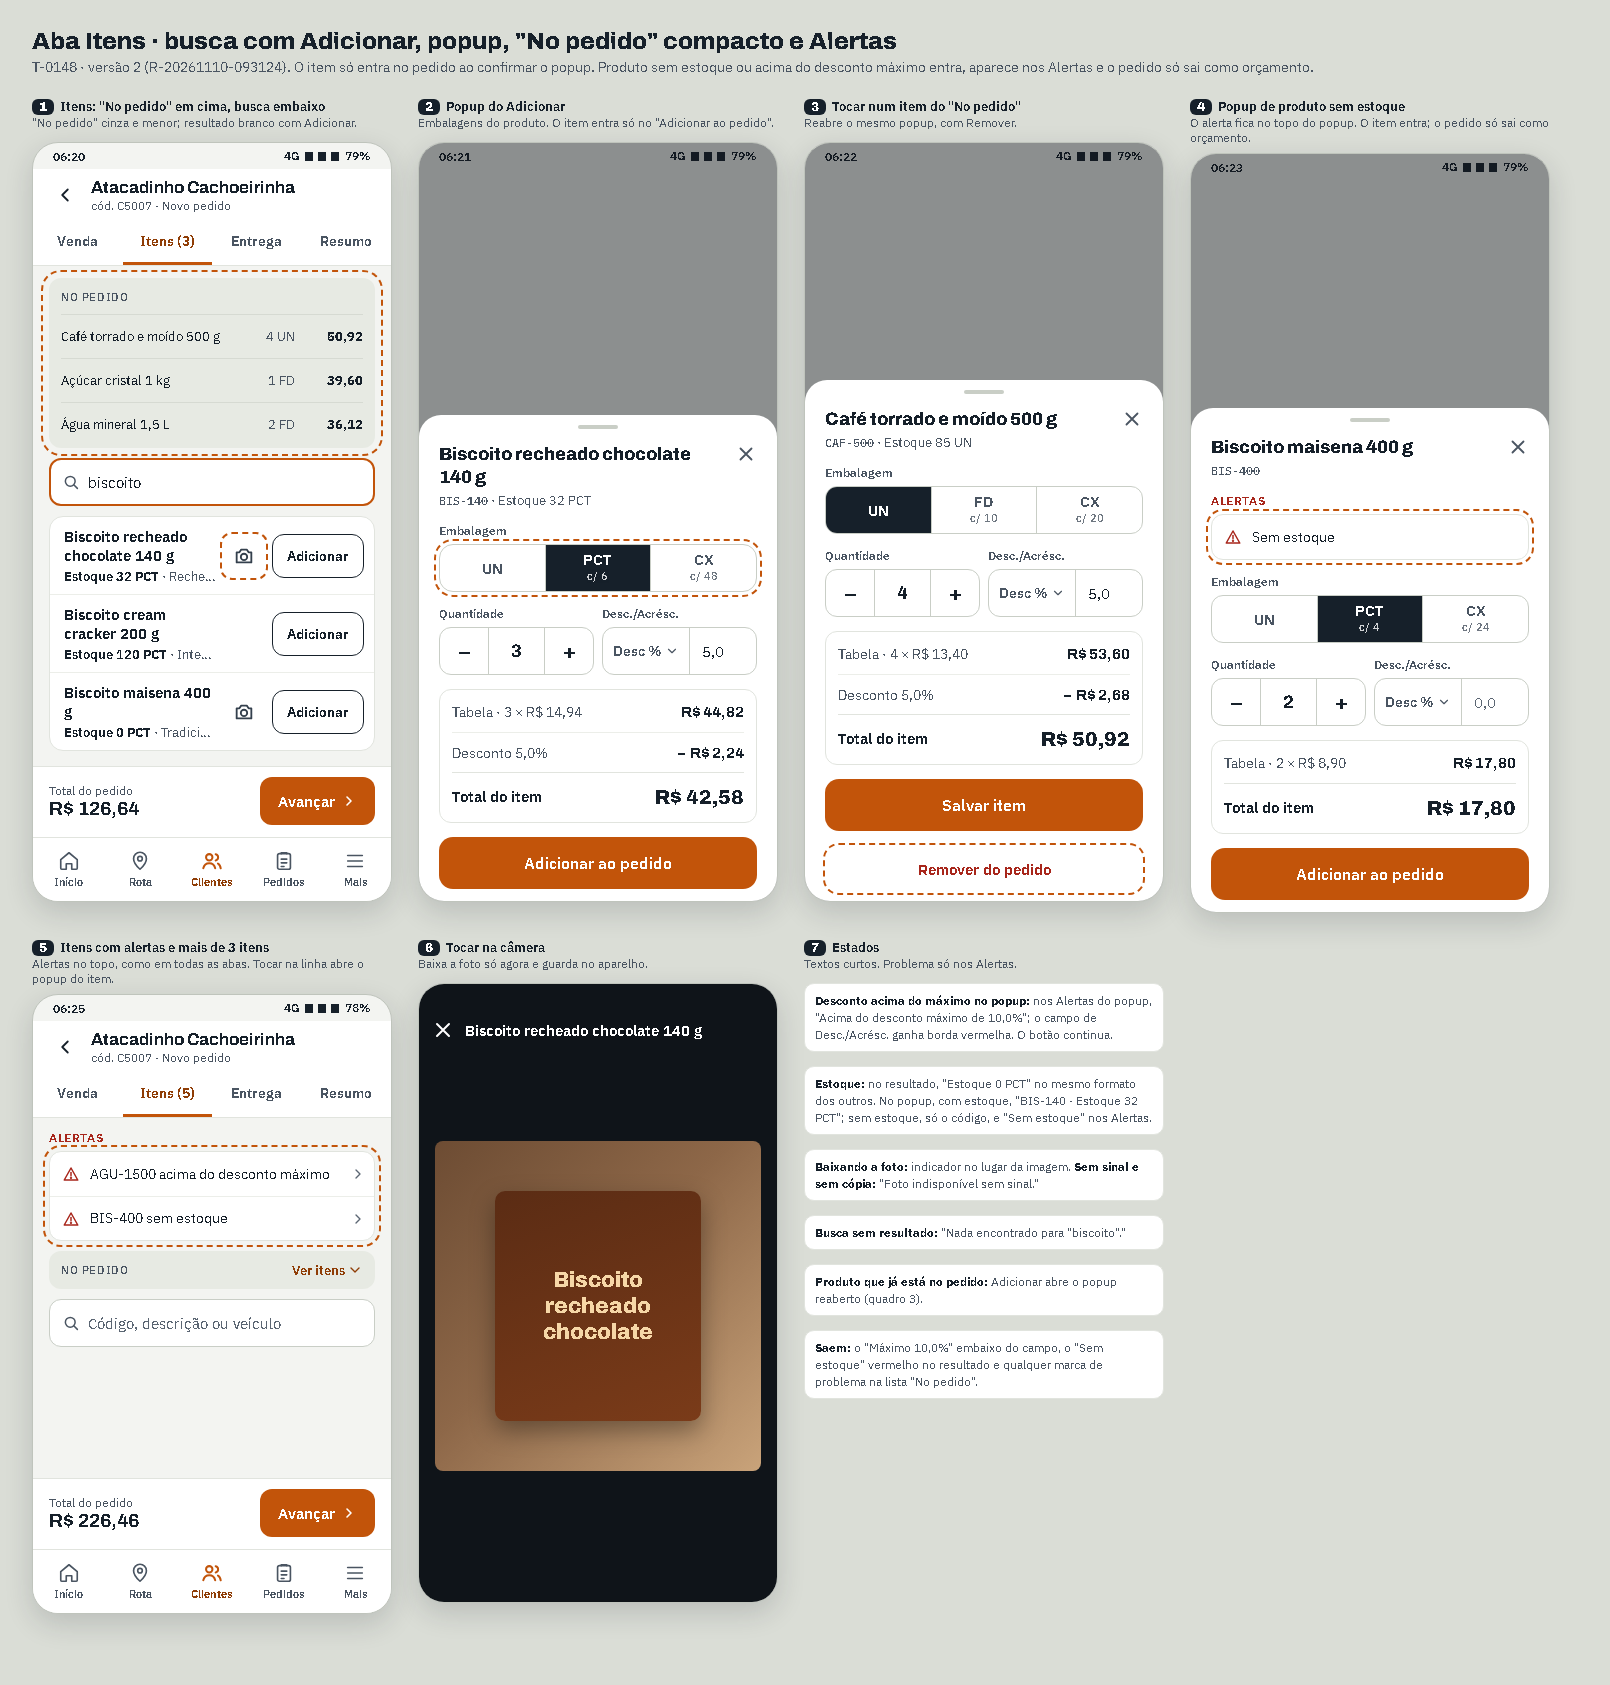 Aba Itens · busca com Adicionar, popup, "No pedido" compacto e Alertas
T-0148 · versão 2 (R-20261110-093124). O item só entra no pedido ao confirmar o popup. Produto sem estoque ou acima do desconto máximo entra, aparece nos Alertas e o pedido só sai como orçamento.
1 Itens: "No pedido" em cima, busca embaixo
"No pedido" cinza e menor; resultado branco com Adicionar.
06:20 4G 79%
Atacadinho Cachoeirinha
cód. C5007 · Novo pedido
Venda Itens (3) Entrega Resumo
NO PEDIDO
Café torrado e moído 500 g 4 UN 50,92
Açúcar cristal 1 kg 1 FD 39,60
Água mineral 1,5 L 2 FD 36,12
biscoito
Biscoito recheado
chocolate 140 g
Estoque 32 PCT · Reche...
Adicionar
Biscoito cream
cracker 200 g
Estoque 120 PCT · Inte...
Adicionar
Biscoito maisena 400
g
Estoque 0 PCT · Tradici...
Adicionar
Total do pedido
R$ 126,64
Avançar
Início Rota Clientes Pedidos Mais
2 Popup do Adicionar
Embalagens do produto. O item entra só no "Adicionar ao pedido".
06:21 4G 79%
Biscoito recheado chocolate
140 g
BIS-140 · Estoque 32 PCT
Embalagem
UN PCT CX
c/ 6 c/ 48
Quantidade Desc./Acrésc.
− 3 + Desc % 5,0
Tabela · 3 × R$ 14,94 R$ 44,82
Desconto 5,0% − R$ 2,24
Total do item R$ 42,58
Adicionar ao pedido
3 Tocar num item do "No pedido"
Reabre o mesmo popup, com Remover.
06:22 4G 79%
Café torrado e moído 500 g
CAF-500 · Estoque 85 UN
Embalagem
UN FD CX
c/ 10 c/ 20
Quantidade Desc./Acrésc.
− 4 + Desc % 5,0
Tabela · 4 × R$ 13,40 R$ 53,60
Desconto 5,0% − R$ 2,68
Total do item R$ 50,92
Salvar item
Remover do pedido
4 Popup de produto sem estoque
O alerta fica no topo do popup. O item entra; o pedido só sai como
orçamento.
06:23 4G 79%
Biscoito maisena 400 g
BIS-400
ALERTAS
Sem estoque
Embalagem
UN PCT CX
c/ 4 c/ 24
Quantidade Desc./Acrésc.
− 2 + Desc % 0,0
Tabela · 2 × R$ 8,90 R$ 17,80
Total do item R$ 17,80
Adicionar ao pedido
5 Itens com alertas e mais de 3 itens
Alertas no topo, como em todas as abas. Tocar na linha abre o
popup do item.
06:25 4G 78%
Atacadinho Cachoeirinha
cód. C5007 · Novo pedido
Venda Itens (5) Entrega Resumo
ALERTAS
AGU-1500 acima do desconto máximo
BIS-400 sem estoque
NO PEDIDO Ver itens
Código, descrição ou veículo
Total do pedido
R$ 226,46
Avançar
Início Rota Clientes Pedidos Mais
6 Tocar na câmera
Baixa a foto só agora e guarda no aparelho.
Biscoito recheado chocolate 140 g
Biscoito
recheado
chocolate
7 Estados
Textos curtos. Problema só nos Alertas.
Desconto acima do máximo no popup: nos Alertas do popup,
"Acima do desconto máximo de 10,0%"; o campo de
Desc./Acrésc. ganha borda vermelha. O botão continua.
Estoque: no resultado, "Estoque 0 PCT" no mesmo formato
dos outros. No popup, com estoque, "BIS-140 · Estoque 32
PCT"; sem estoque, só o código, e "Sem estoque" nos Alertas.
Baixando a foto: indicador no lugar da imagem. Sem sinal e
sem cópia: "Foto indisponível sem sinal."
Busca sem resultado: "Nada encontrado para "biscoito"."
Produto que já está no pedido: Adicionar abre o popup
reaberto (quadro 3).
Saem: o "Máximo 10,0%" embaixo do campo, o "Sem
estoque" vermelho no resultado e qualquer marca de
problema na lista "No pedido".